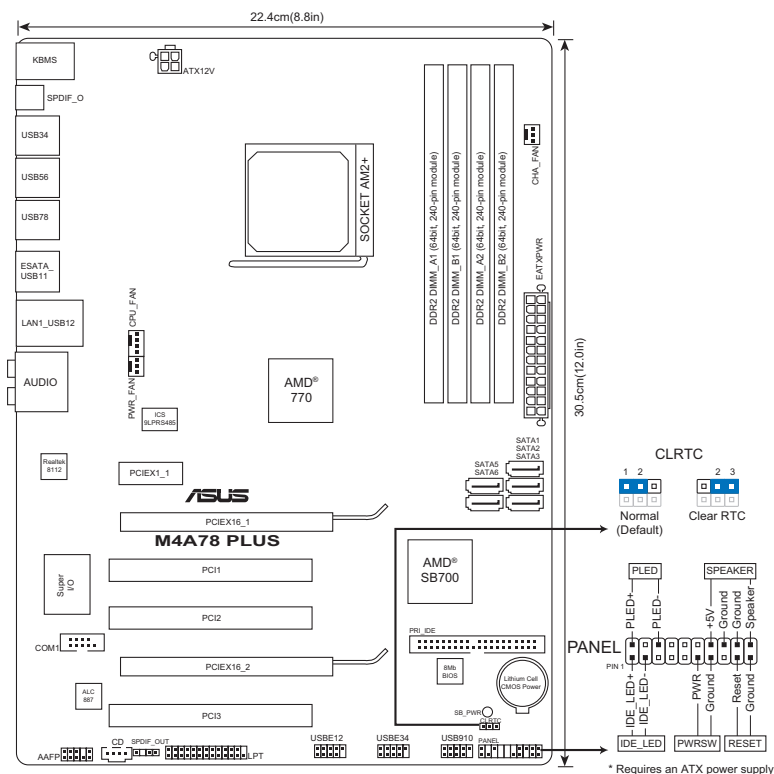 22.4cm(8.8in)
KBMS
ATX12V
SPDIF_O
USB34
USB56
USB78
ESATA_
USB11
LAN1_USB12
AUDIO
CPU_FAN
PWR_FAN
SOCKET AM2+
DDR2 DIMM_A1 (64bit, 240-pin module)
DDR2 DIMM_B1 (64bit, 240-pin module)
DDR2 DIMM_A2 (64bit, 240-pin module)
DDR2 DIMM_B2 (64bit, 240-pin module)
CHA_FAN
EATXPWR
30.5cm(12.0in)
AMD®
770
ICS
9LPRS485
Realtek
8112
PCIEX1_1
SATA1
SATA2
SATA3
SATA5
SATA6
ASUS
PCIEX16_1
M4A78 PLUS
PCI1
AMD®
SB700
Super
I/O
PCI2
COM1
PRI_IDE
PCIEX16_2
8Mb
BIOS
Lithium Cell
CMOS Power
ALC
887
PCI3
SB_PWR
CLRTC
AAFP
CD
SPDIF_OUT
LPT
USBE12
USBE34
USB910
PANEL
CLRTC
1 2
2 3
Normal
(Default)
Clear RTC
PLED
SPEAKER
PLED+
PLED-
+5V
Ground
Ground
Speaker
PANEL
PIN 1
IDE_LED+
IDE_LED-
PWR
Ground
Reset
Ground
IDE_LED
PWRSW
RESET
* Requires an ATX power supply